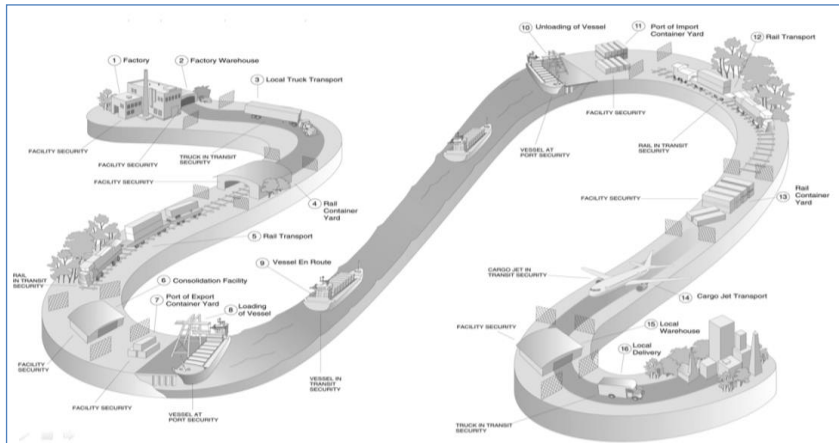 1 Factory
2 Factory Warehouse
3 Local Truck Transport
FACILITY SECURITY
FACILITY SECURITY
TRUCK IN TRANSIT
SECURITY
FACILITY SECURITY
4 Rail
Container
Yard
5 Rail Transport
RAIL
IN TRANSIT
SECURITY
6 Consolidation Facility
7 Port of Export
Container Yard
8 Loading
of Vessel
FACILITY
SECURITY
FACILITY SECURITY
VESSEL AT
PORT SECURITY
9 Vessel En Route
VESSEL IN
TRANSIT
SECURITY
10 Unloading of Vessel
11 Port of Import
Container Yard
12 Rail Transport
VESSEL AT
PORT SECURITY
FACILITY SECURITY
RAIL IN TRANSIT
SECURITY
FACILITY SECURITY
13 Rail
Container
Yard
CARGO JET IN
TRANSIT SECURITY
14 Cargo Jet Transport
FACILITY SECURITY
15 Local
Warehouse
16 Local
Delivery
TRUCK IN TRANSIT
SECURITY